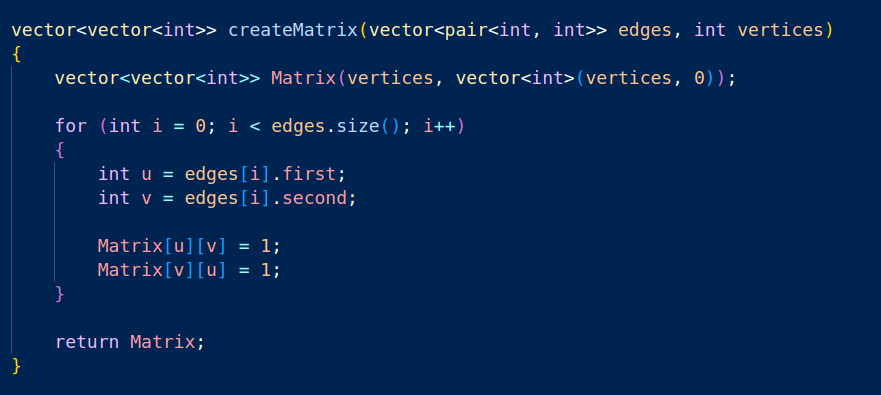 vector<vector<int>> createMatrix(vector<pair<int, int>> edges, int vertices)
{
    vector<vector<int>> Matrix(vertices, vector<int>(vertices, 0));

    for (int i = 0; i < edges.size(); i++)
    {
        int u = edges[i].first;
        int v = edges[i].second;

        Matrix[u][v] = 1;
        Matrix[v][u] = 1;
    }

    return Matrix;
}